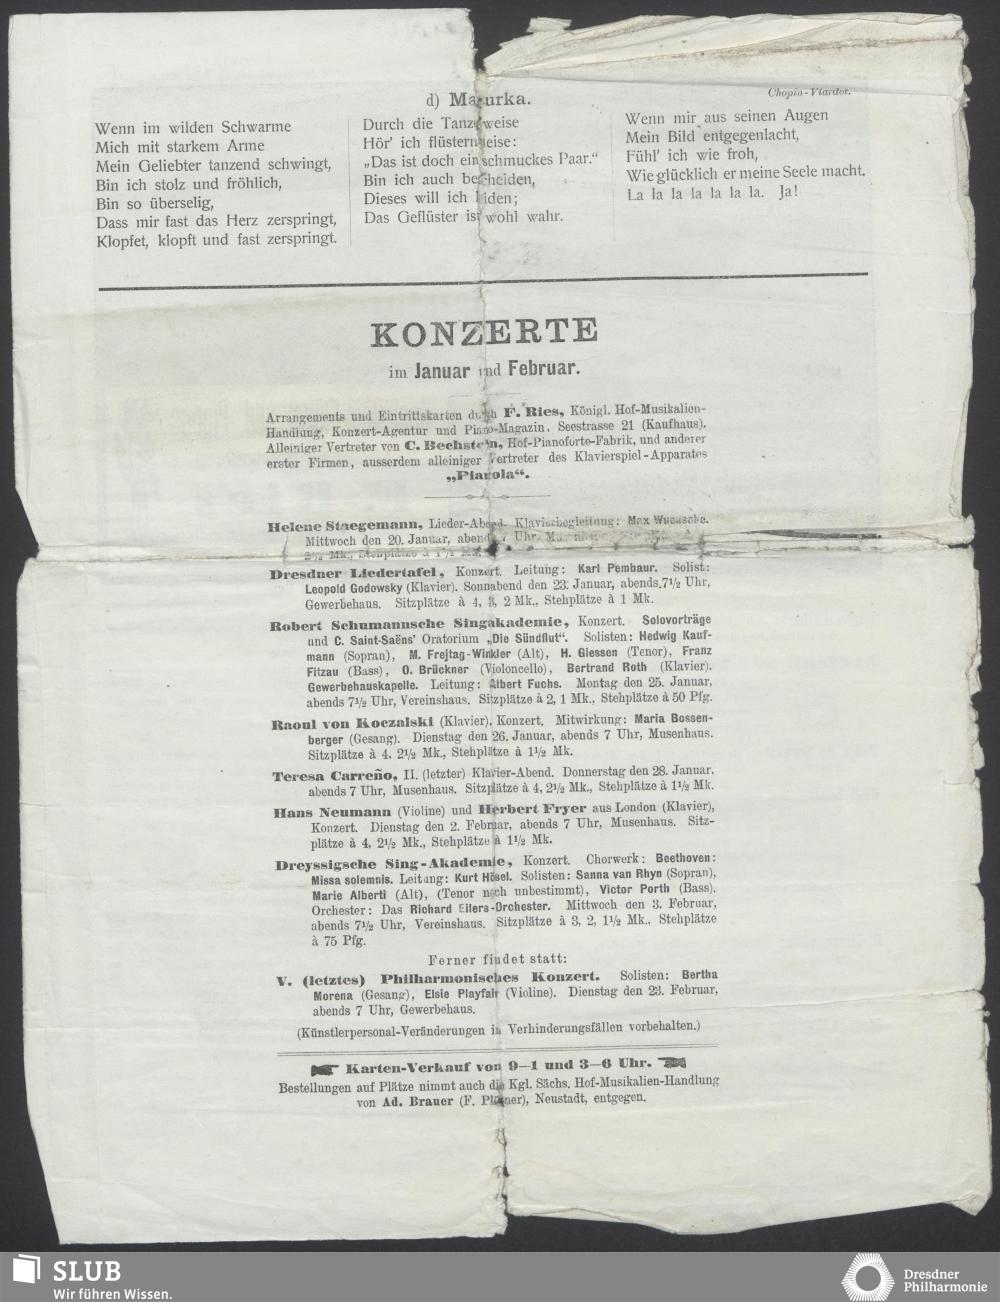 d) Mazurka.
Chopin-Viardot.
Wenn im wilden Schwarme
Mich mit starkem Arme
Mein Geliebter tanzend schwingt,
Bin ich stolz und fröhlich,
Bin so überselig,
Dass mir fast das Herz zerspringt,
Klopfet, klopft und fast zerspringt.
Durch die Tanzesweise
Hör' ich flüstern leise:
„Das ist doch ein schmuckes Paar.“
Bin ich auch bescheiden,
Dieses will ich leiden;
Das Geflüster ist wohl wahr.
Wenn mir aus seinen Augen
Mein Bild entgegenlacht,
Fühl' ich wie froh,
Wie glücklich er meine Seele macht.
La la la la la la la. Ja!
KONZERTE
im Januar und Februar.
Arrangements und Eintrittskarten durch F. Ries, Königl. Hof-Musikalien-
Handlung, Konzert-Agentur und Piano-Magazin, Seestrasse 21 (Kaufhaus).
Alleiniger Vertreter von C. Bechstein, Hof-Pianoforte-Fabrik, und anderer
erster Firmen, ausserdem alleiniger Vertreter des Klavierspiel-Apparates
„Pianola“.
Helene Staegemann, Lieder-Abend. Klavierbegleitung: Max Wuensche.
Mittwoch den 20. Januar, abends 7 Uhr,
2½ Mk., Stehplätze à 1½ Mk.
Dresdner Liedertafel, Konzert. Leitung: Karl Pembaur. Solist:
Leopold Godowsky (Klavier). Sonnabend den 23. Januar, abends 7½ Uhr,
Gewerbehaus. Sitzplätze à 4, 3, 2 Mk., Stehplätze à 1 Mk.
Robert Schumannsche Singakademie, Konzert. Solovorträge
und C. Saint-Saëns' Oratorium „Die Sündflut“. Solisten: Hedwig Kauf-
mann (Sopran), M. Frejtag-Winkler (Alt), H. Giessen (Tenor), Franz
Fitzau (Bass), O. Brückner (Violoncello), Bertrand Roth (Klavier).
Gewerbehauskapelle. Leitung: Albert Fuchs. Montag den 25. Januar,
abends 7½ Uhr, Vereinshaus. Sitzplätze à 2, 1 Mk., Stehplätze à 50 Pfg.
Raoul von Koczalski (Klavier), Konzert. Mitwirkung: Maria Bossen-
berger (Gesang). Dienstag den 26. Januar, abends 7 Uhr, Musenhaus.
Sitzplätze à 4, 2½ Mk., Stehplätze à 1½ Mk.
Teresa Carreño, II. (letzter) Klavier-Abend. Donnerstag den 28. Januar,
abends 7 Uhr, Musenhaus. Sitzplätze à 4, 2½ Mk., Stehplätze à 1½ Mk.
Hans Neumann (Violine) und Herbert Fryer aus London (Klavier),
Konzert. Dienstag den 2. Februar, abends 7 Uhr, Musenhaus. Sitz-
plätze à 4, 2½ Mk., Stehplätze à 1½ Mk.
Dreyssigsche Sing-Akademie, Konzert. Chorwerk: Beethoven:
Missa solemnis. Leitung: Kurt Hösel. Solisten: Sanna van Rhyn (Sopran),
Marie Alberti (Alt), (Tenor noch unbestimmt), Victor Porth (Bass).
Orchester: Das Richard Eilers-Orchester. Mittwoch den 3. Februar,
abends 7½ Uhr, Vereinshaus. Sitzplätze à 3, 2, 1½ Mk., Stehplätze
à 75 Pfg.
Ferner findet statt:
V. (letztes) Philharmonisches Konzert. Solisten: Bertha
Morena (Gesang), Elsie Playfair (Violine). Dienstag den 23. Februar,
abends 7 Uhr, Gewerbehaus.
(Künstlerpersonal-Veränderungen in Verhinderungsfällen vorbehalten.)
Karten-Verkauf von 9—1 und 3—6 Uhr.
Bestellungen auf Plätze nimmt auch die Kgl. Sächs. Hof-Musikalien-Handlung
von Ad. Brauer (F. Plötner), Neustadt, entgegen.
SLUB
Wir führen Wissen.
Dresdner
Philharmonie